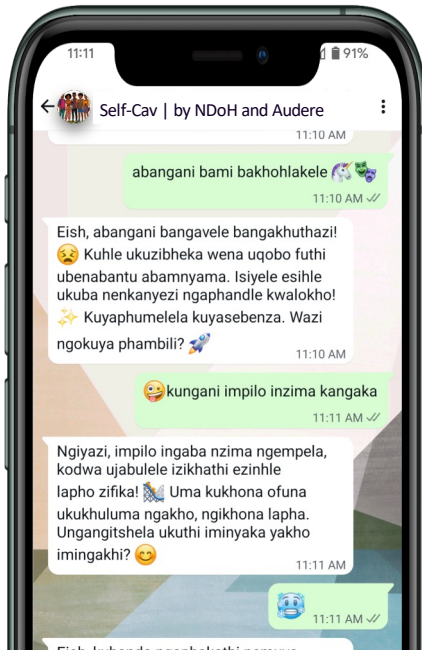 11:11 91%
Self-Cav | by NDoH and Audere
11:10 AM
abangani bami bakhohlakele 🦄🎭
11:10 AM
Eish, abangani bangavele bangakhuthazi!
😣 Kuhle ukuzibheka wena uqobo futhi
ubenabantu abamnyama. Isiyele esihle
ukuba nenkanyezi ngaphandle kwalokho!
✨ Kuyaphumelela kuyasebenza. Wazi
ngokuya phambili? 🚀
11:10 AM
🤪kungani impilo inzima kangaka
11:11 AM
Ngiyazi, impilo ingaba nzima ngempela,
kodwa ujabulele izikhathi ezinhle
lapho zifika! 🎢 Uma kukhona ofuna
ukukhuluma ngakho, ngikhona lapha.
Ungangitshela ukuthi iminyaka yakho
imingakhi? 😊
11:11 AM
🥶
11:11 AM